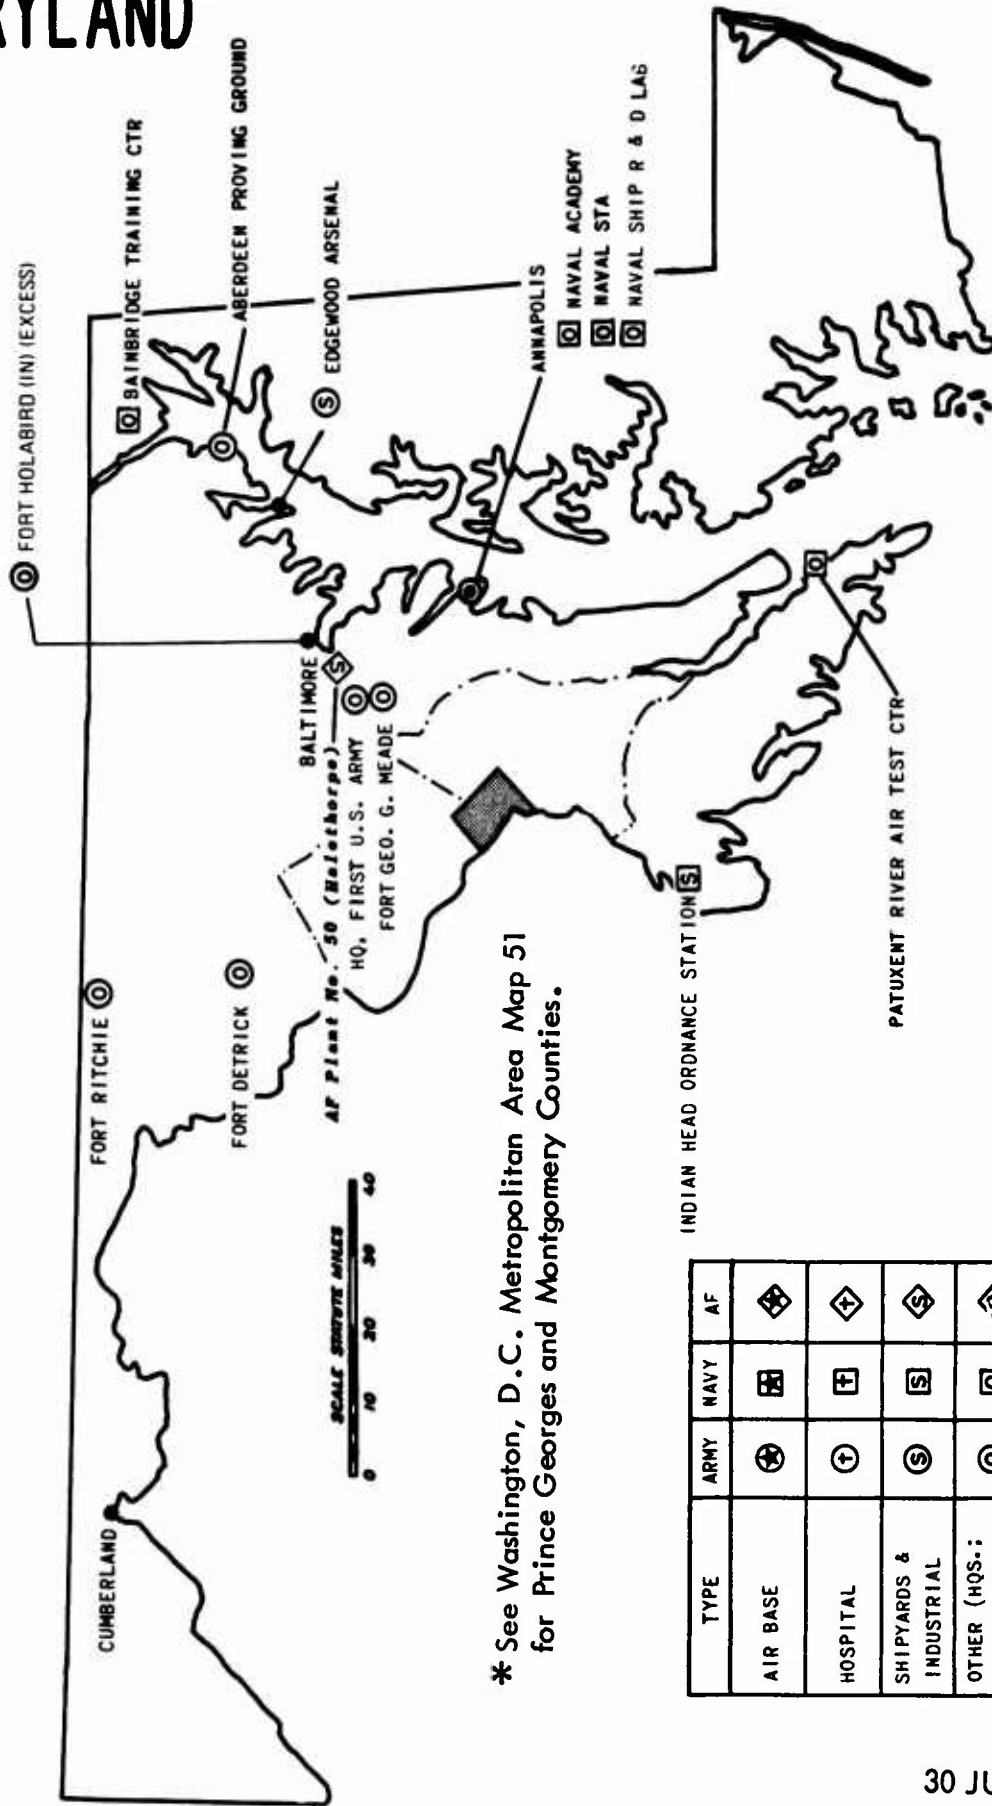 RYLAND
FORT HOLABIRD (IN) (EXCESS)
BAINBRIDGE TRAINING CTR
ABERDEEN PROVING GROUND
EDGEWOOD ARSENAL
ANNAPOLIS
NAVAL ACADEMY
NAVAL STA
NAVAL SHIP R & D LAB
BALTIMORE
AF Plant No. 50 (Halethorpe)
HQ, FIRST U.S. ARMY
FORT GEO. G. MEADE
FORT RITCHIE
FORT DETRICK
CUMBERLAND
SCALE STATUTE MILES
0 10 20 30 40
* See Washington, D.C. Metropolitan Area Map 51
for Prince Georges and Montgomery Counties.
INDIAN HEAD ORDNANCE STATION
PATUXENT RIVER AIR TEST CTR
TYPE ARMY NAVY AF
AIR BASE
HOSPITAL
SHIPYARDS & S S S
INDUSTRIAL
OTHER (HQS.; O O
30 JU